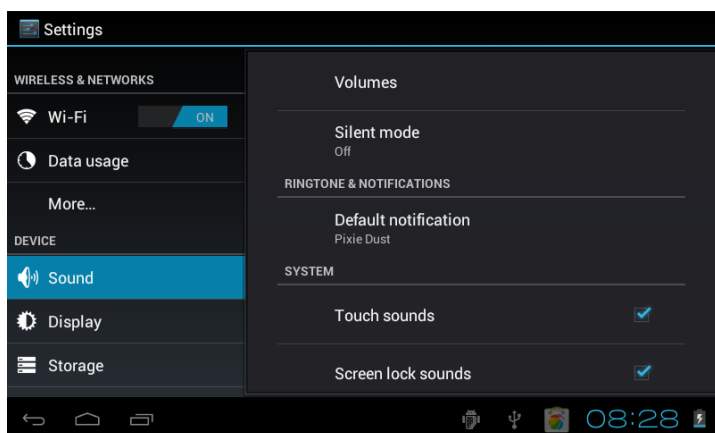 Settings
WIRELESS & NETWORKS
Wi-Fi
ON
Data usage
More...
DEVICE
Sound
Display
Storage
Volumes
Silent mode
Off
RINGTONE & NOTIFICATIONS
Default notification
Pixie Dust
SYSTEM
Touch sounds
Screen lock sounds
08:28